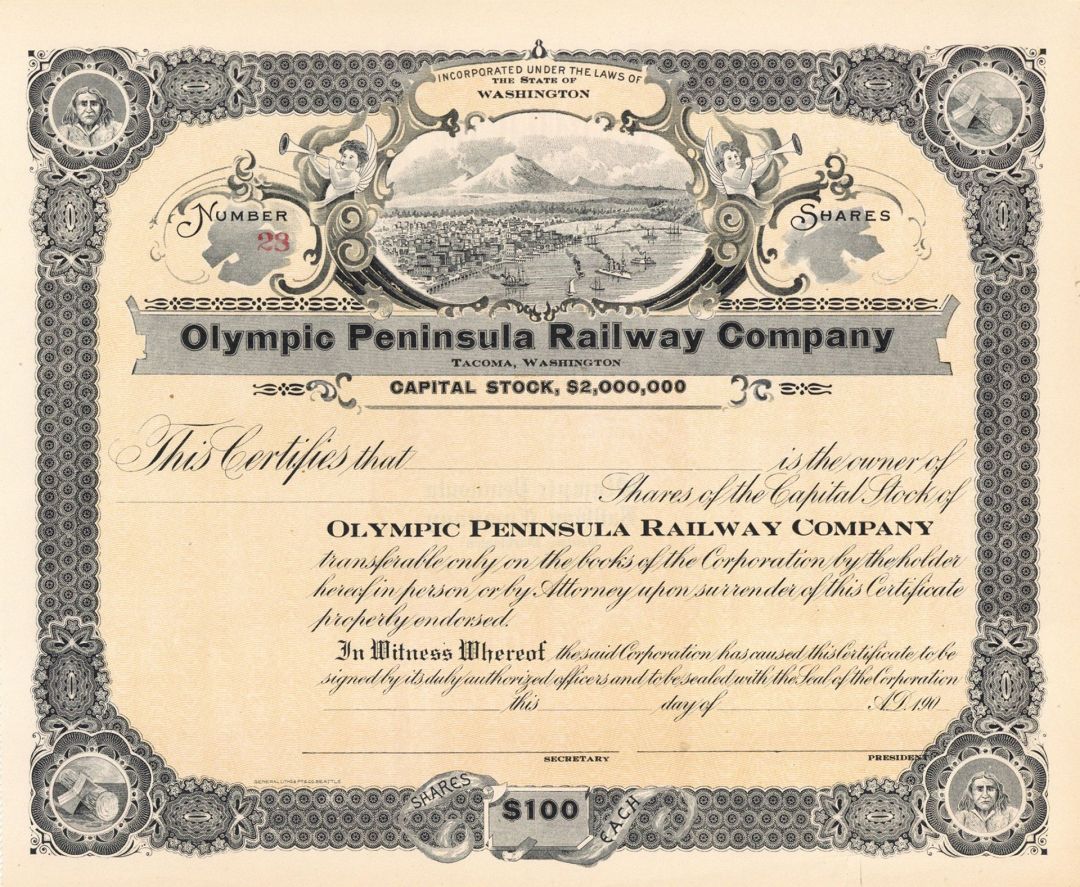 INCORPORATED UNDER THE LAWS OF
THE STATE OF
WASHINGTON
NUMBER
23
SHARES
Olympic Peninsula Railway Company
TACOMA, WASHINGTON
CAPITAL STOCK, $2,000,000
This Certifies that is the owner of
Shares of the Capital Stock of
OLYMPIC PENINSULA RAILWAY COMPANY
transferable only on the books of the Corporation by the holder
hereof in person or by Attorney upon surrender of this Certificate
properly endorsed.
In Witness Whereof the said Corporation has caused this Certificate to be
signed by its duly authorized officers and to be sealed with the Seal of the Corporation
this day of A.D. 190
SECRETARY PRESIDENT
GENERAL LITHO & PTG CO. SEATTLE
SHARES $100 EACH